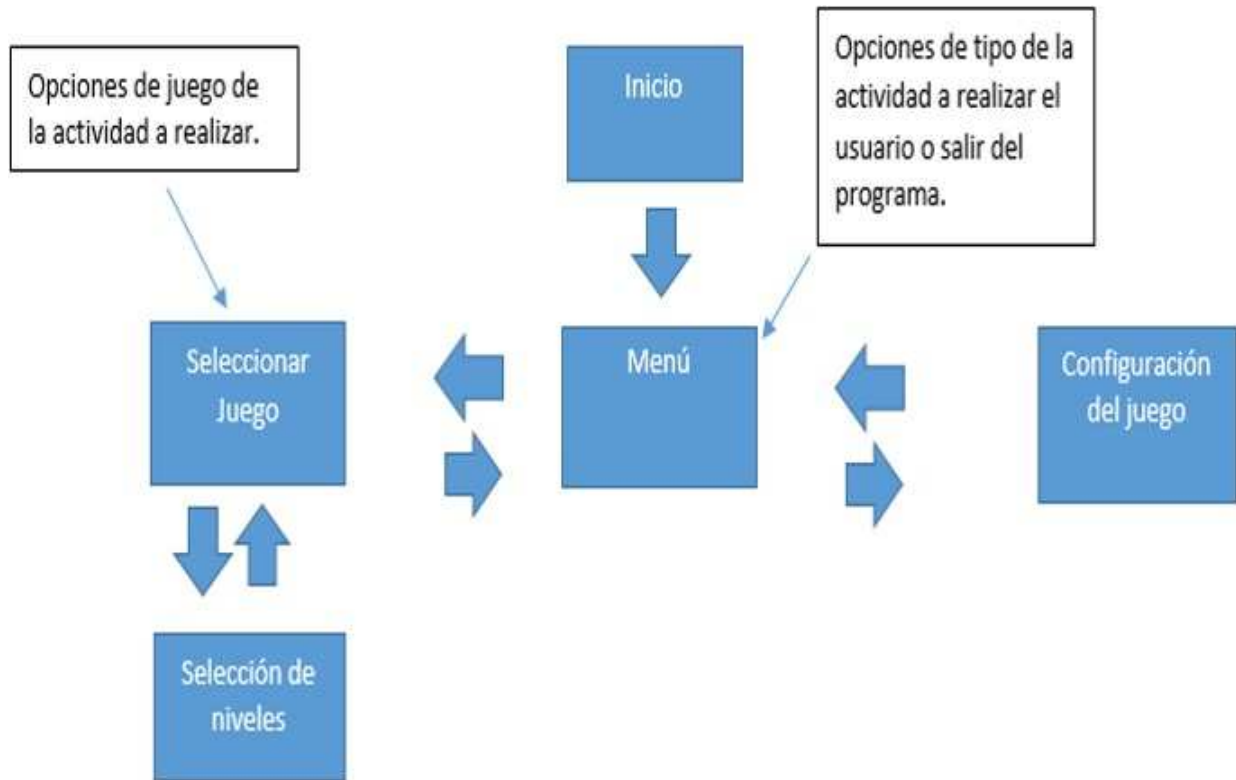 Opciones de juego de
la actividad a realizar.
Inicio
Opciones de tipo de la
actividad a realizar el
usuario o salir del
programa.
Seleccionar
Juego
Menú
Configuración
del juego
Selección de
niveles